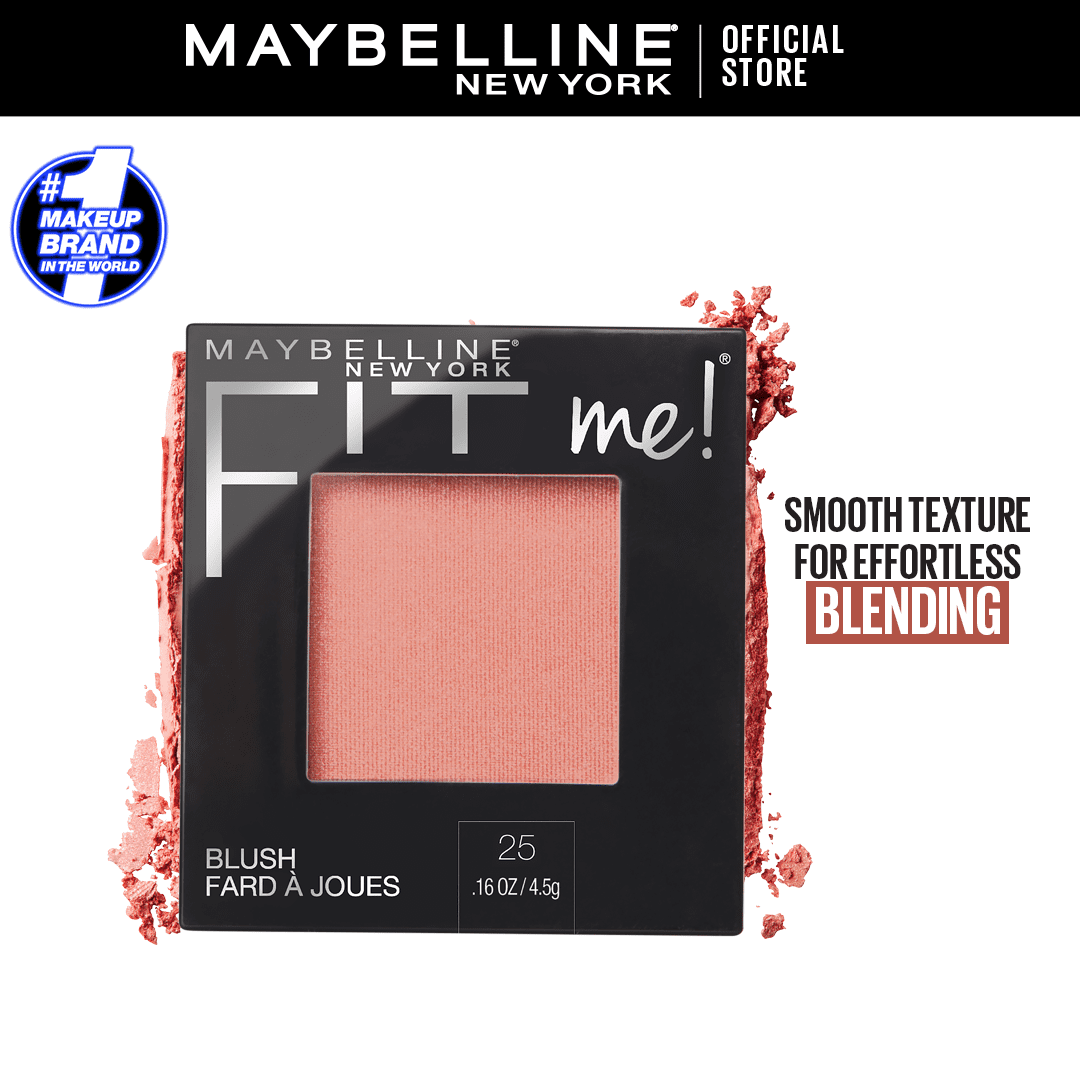 MAYBELLINE®
NEW YORK
OFFICIAL
STORE
#1
MAKEUP
BRAND
IN THE WORLD
MAYBELLINE®
NEW YORK
FIT me!®
SMOOTH TEXTURE
FOR EFFORTLESS
BLENDING
BLUSH
FARD À JOUES
25
.16 OZ / 4.5g